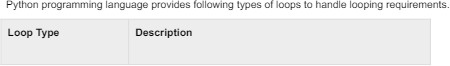 Python programming language provides following types of loops to handle looping requirements.
Loop Type Description